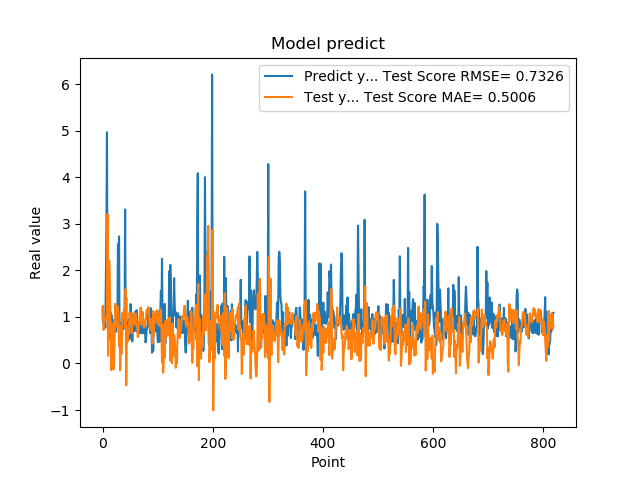 Model predict
Predict y... Test Score RMSE= 0.7326
Test y... Test Score MAE= 0.5006
Real value
6
5
4
3
2
1
0
−1
0 200 400 600 800
Point